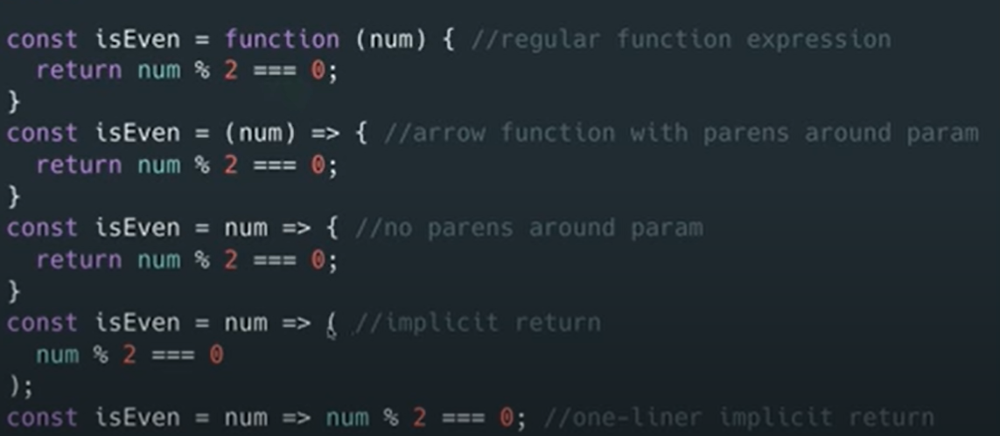 const isEven = function (num) { //regular function expression
  return num % 2 === 0;
}
const isEven = (num) => { //arrow function with parens around param
  return num % 2 === 0;
}
const isEven = num => { //no parens around param
  return num % 2 === 0;
}
const isEven = num => ( //implicit return
  num % 2 === 0
);
const isEven = num => num % 2 === 0; //one-liner implicit return